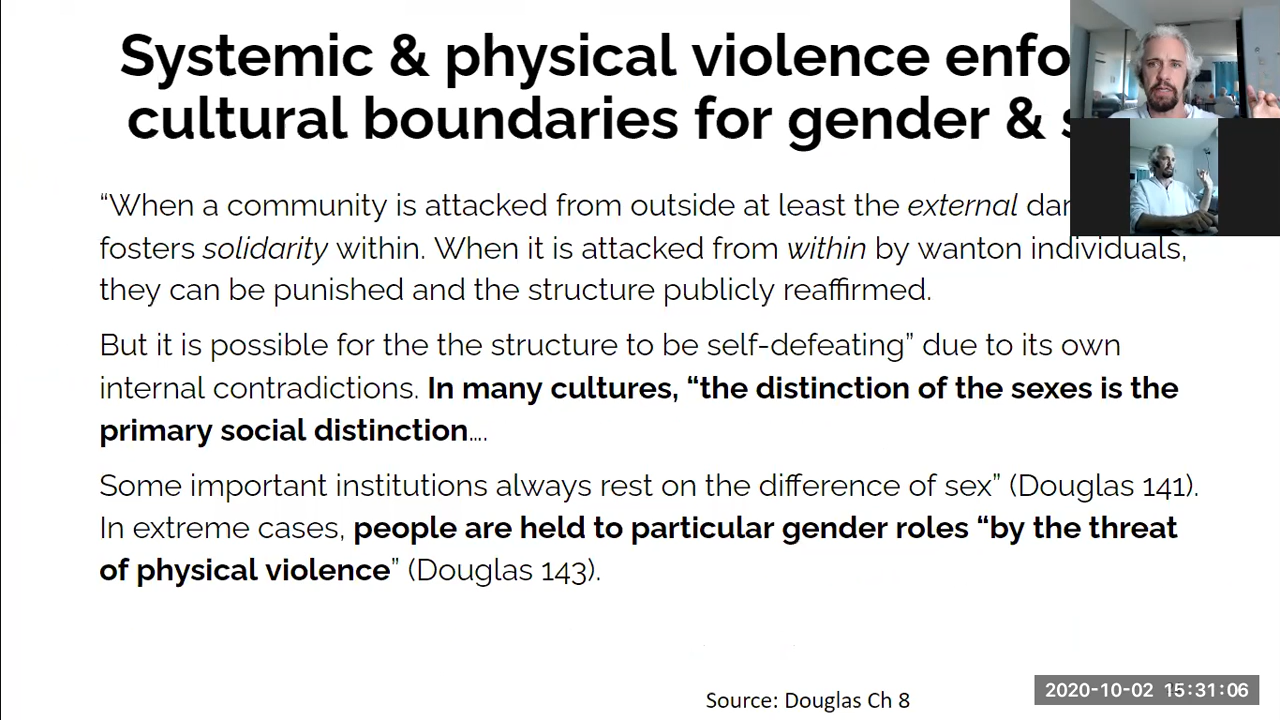 Systemic & physical violence
cultural boundaries for gender &
“When a community is attacked from outside at least the external
fosters solidarity within. When it is attacked from within by wanton individuals,
they can be punished and the structure publicly reaffirmed.
But it is possible for the the structure to be self-defeating” due to its own
internal contradictions. In many cultures, “the distinction of the sexes is the
primary social distinction….
Some important institutions always rest on the difference of sex” (Douglas 141).
In extreme cases, people are held to particular gender roles “by the threat
of physical violence” (Douglas 143).
Source: Douglas Ch 8
2020-10-02 15:31:06